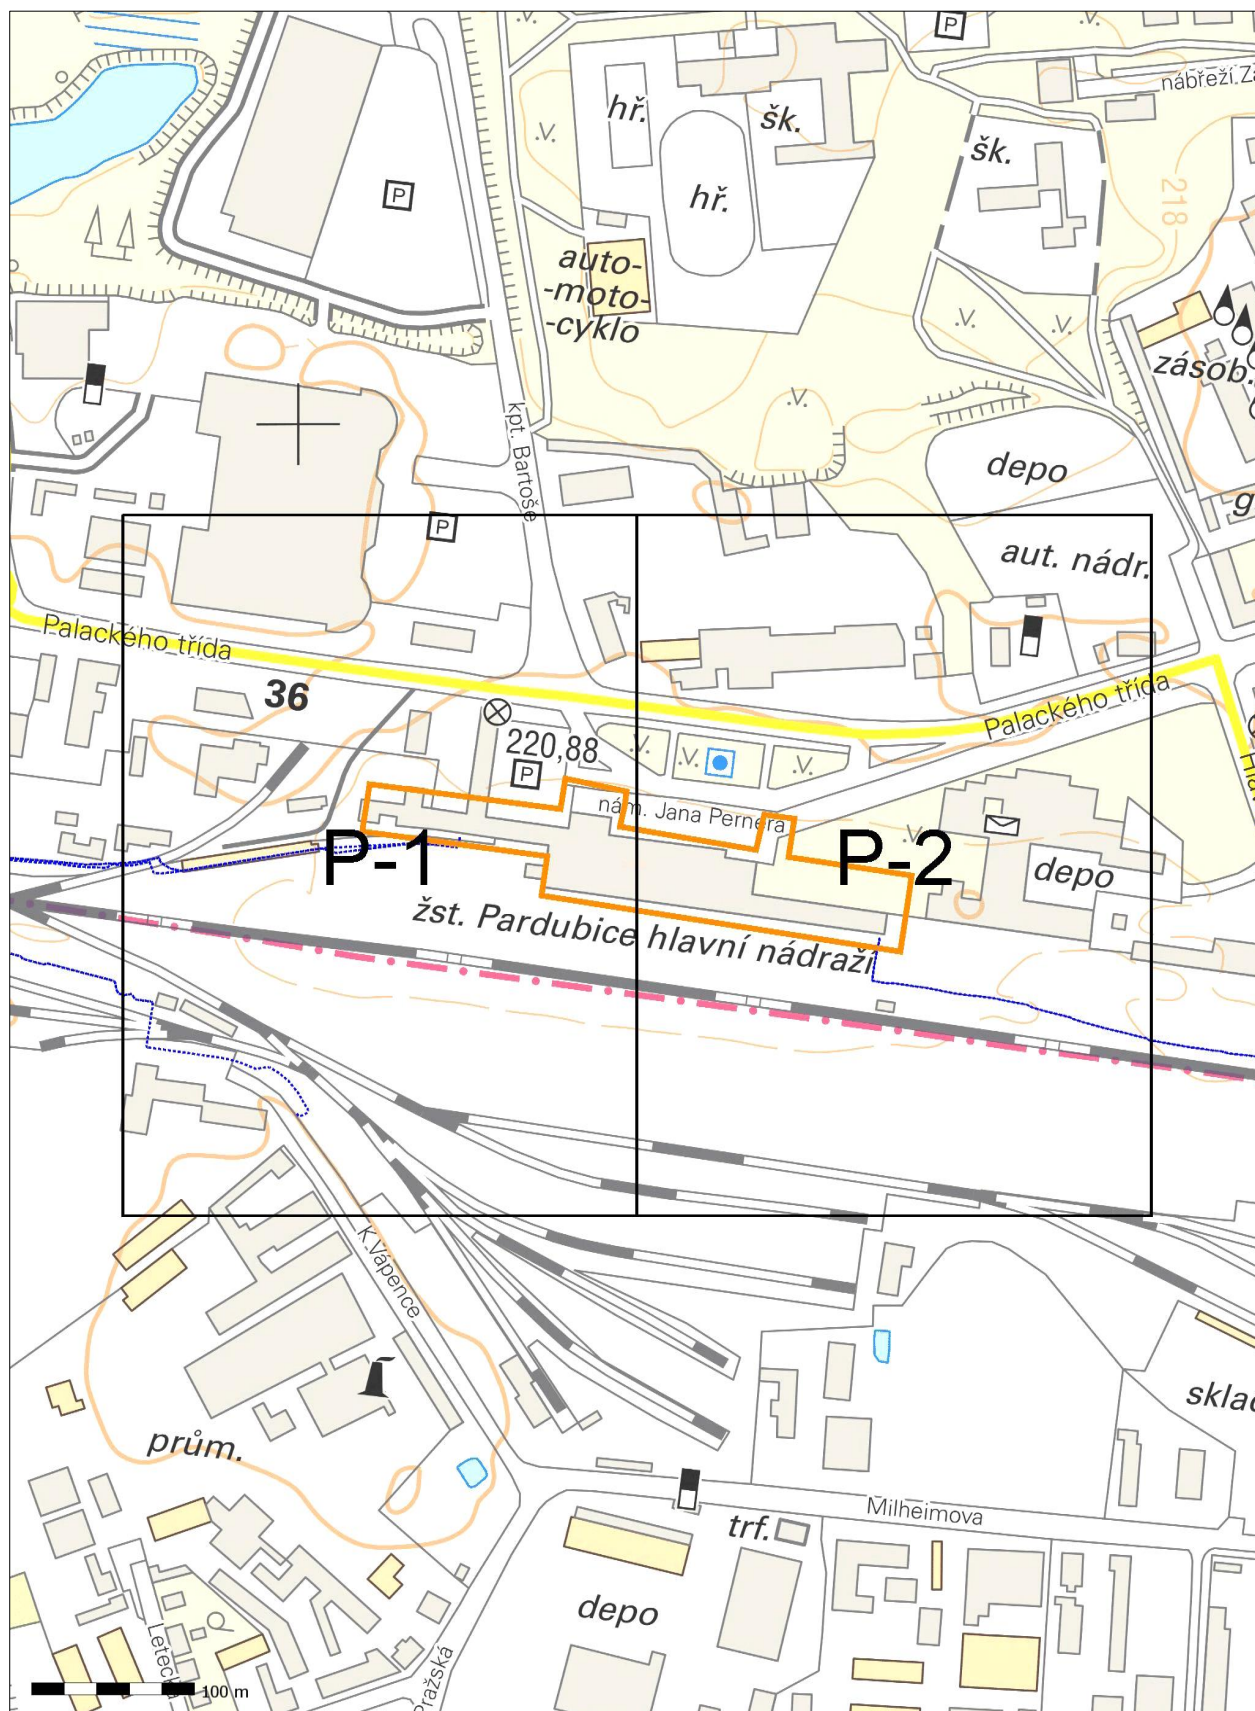 P
nábřeží Zá
hř.
šk.
šk.
hř.
P
218
auto-
-moto-
-cyklo
zásob.
kpt. Bartoše
depo
g
P
aut. nádr.
Palackého třída
36
Palackého třída
220,88
P
Hla
nám. Jana Pernera
P-1
P-2
depo
žst. Pardubice hlavní nádraží
K Vápence
sklad
prům.
Milheimova
trf.
depo
Letecká
Pražská
100 m